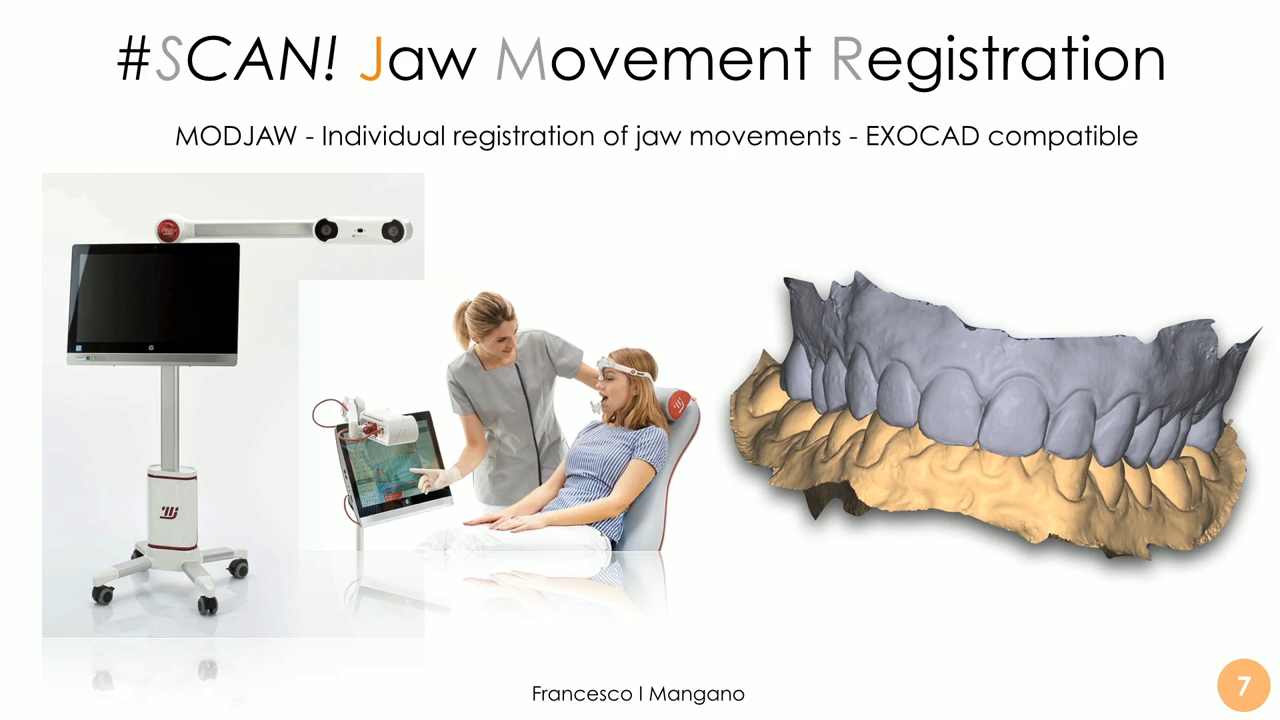 #SCAN! Jaw Movement Registration
MODJAW - Individual registration of jaw movements - EXOCAD compatible
Francesco I Mangano
7